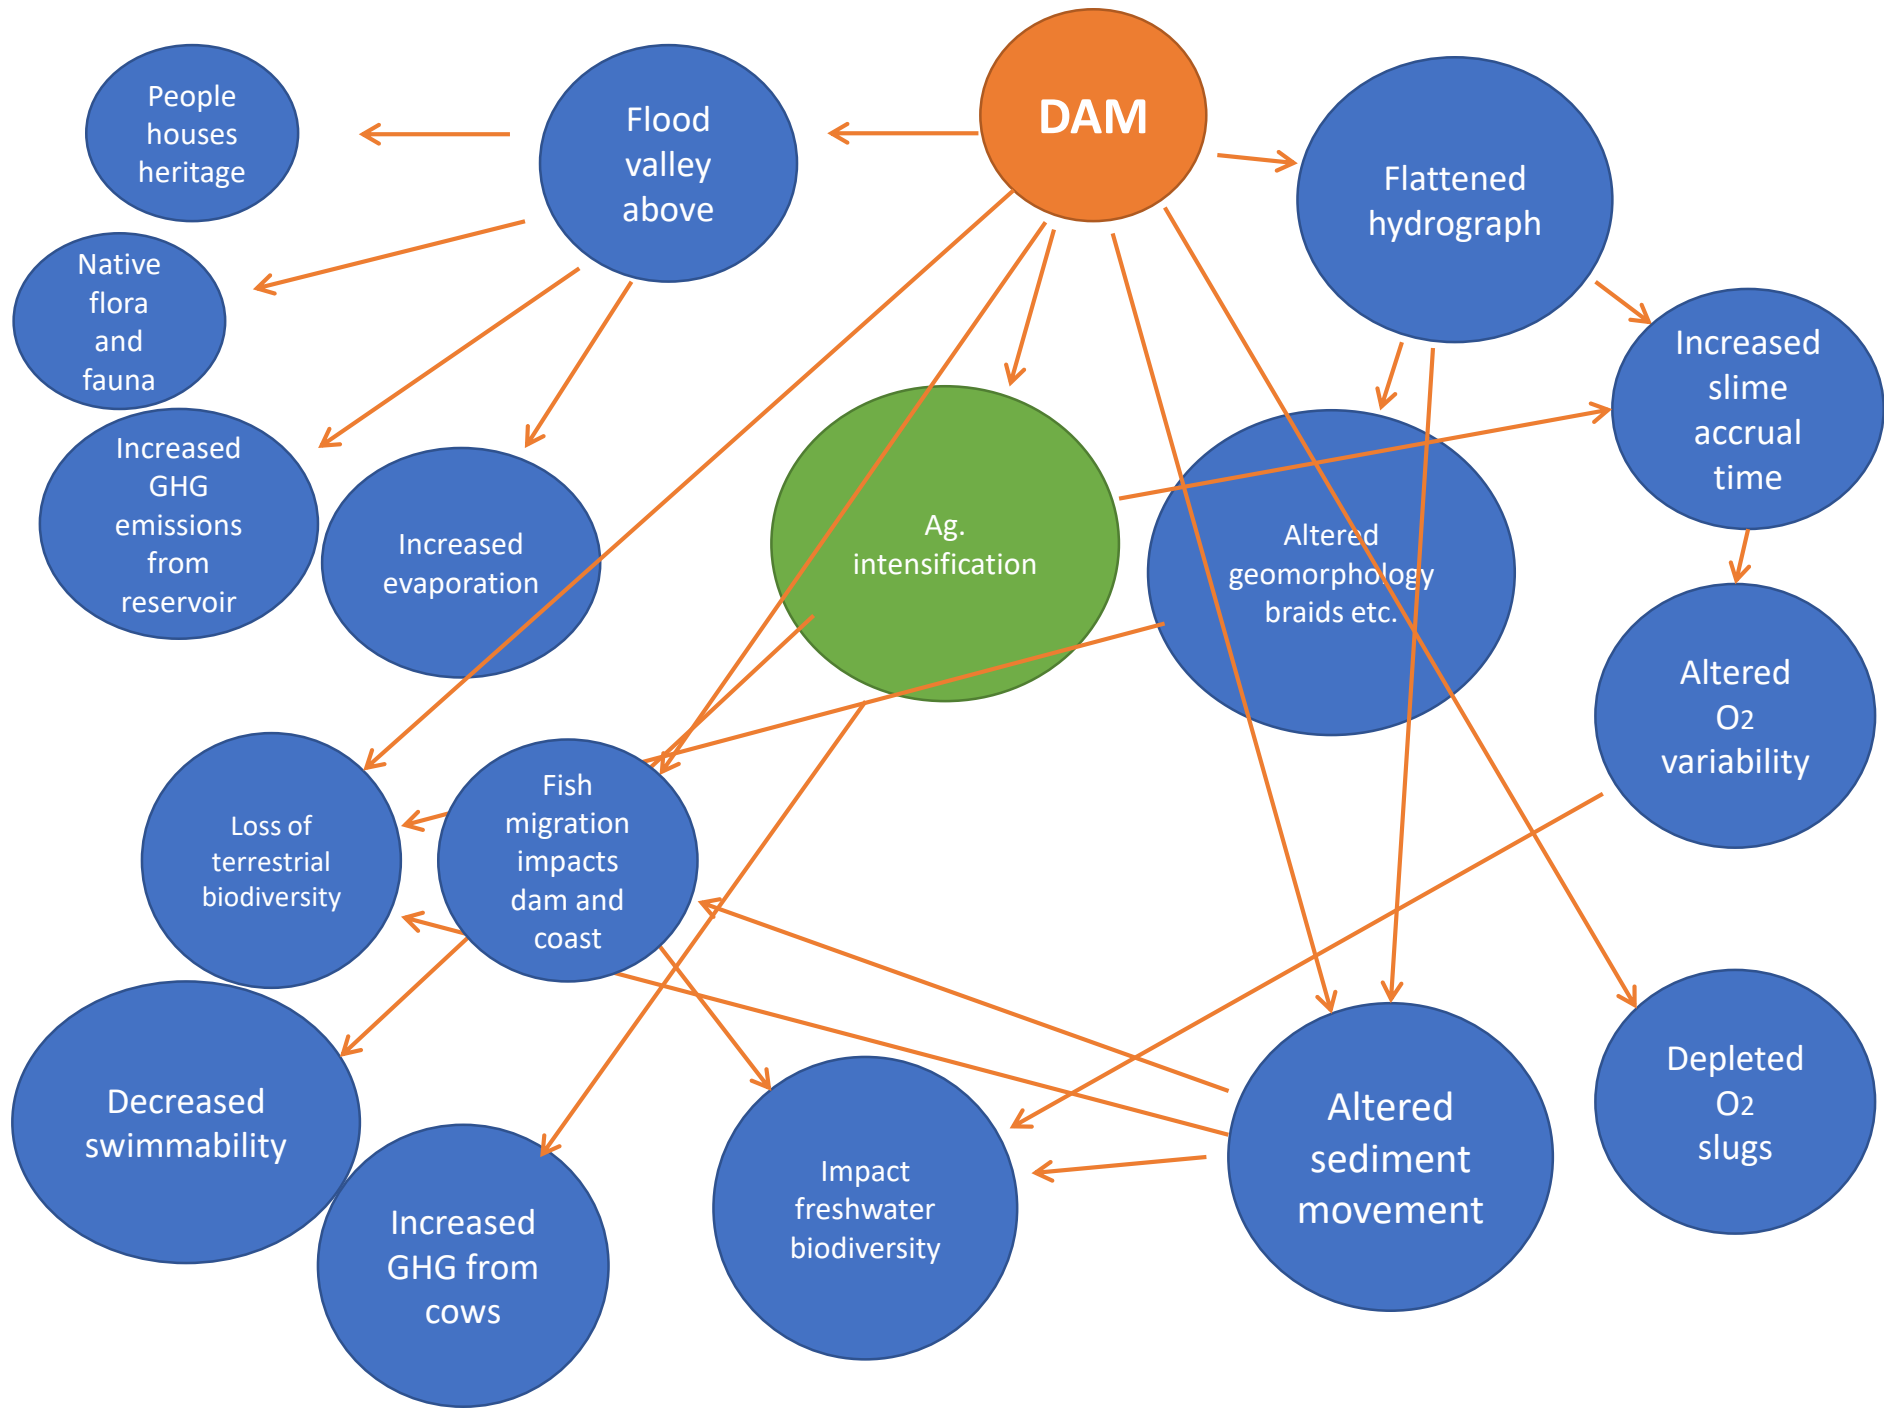 People
houses
heritage
Flood
valley
above
DAM
Flattened
hydrograph
Native
flora
and
fauna
Increased
slime
accrual
time
Increased
GHG
emissions
from
reservoir
Increased
evaporation
Ag.
intensification
Altered
geomorphology
braids etc.
Altered
O2
variability
Loss of
terrestrial
biodiversity
Fish
migration
impacts
dam and
coast
Decreased
swimmability
Increased
GHG from
cows
Impact
freshwater
biodiversity
Altered
sediment
movement
Depleted
O2
slugs